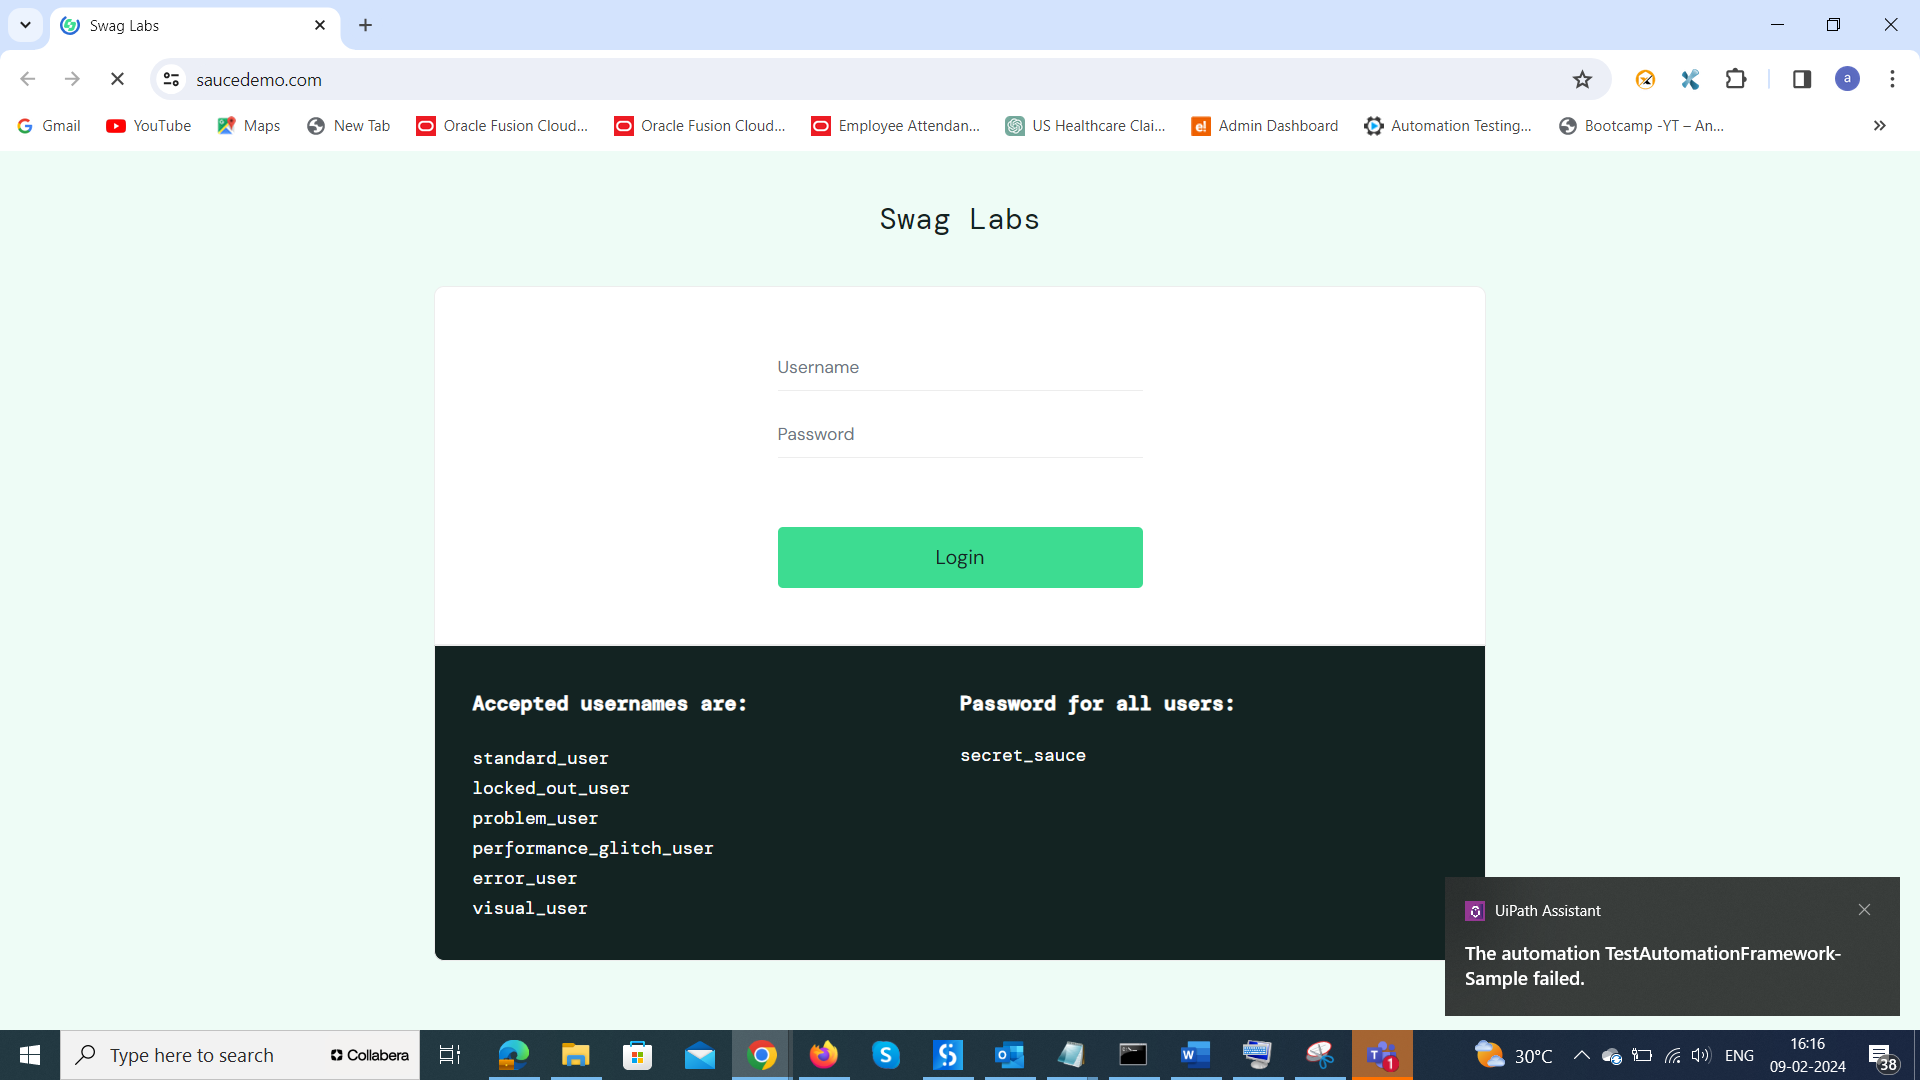 Swag Labs
saucedemo.com
Gmail YouTube Maps New Tab Oracle Fusion Cloud... Oracle Fusion Cloud... Employee Attendan... US Healthcare Clai... Admin Dashboard Automation Testing... Bootcamp -YT – An...
Swag Labs
Username
Password
Login
Accepted usernames are:
standard_user
locked_out_user
problem_user
performance_glitch_user
error_user
visual_user
Password for all users:
secret_sauce
UiPath Assistant
The automation TestAutomationFramework-
Sample failed.
Type here to search Collabera 30°C ENG
16:16
09-02-2024
38